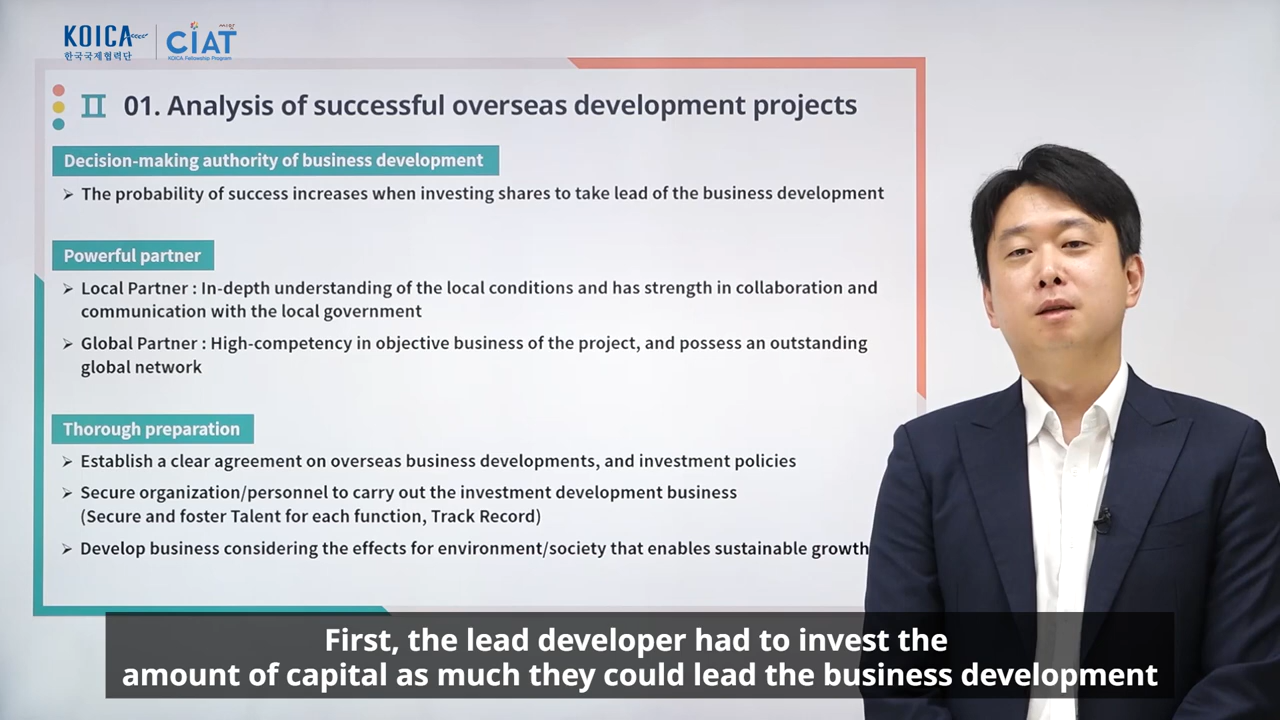 KOICA
한국국제협력단
CIAT
KOICA Fellowship Program
II 01. Analysis of successful overseas development projects
Decision-making authority of business development
➢ The probability of success increases when investing shares to take lead of the business development
Powerful partner
➢ Local Partner : In-depth understanding of the local conditions and has strength in collaboration and
communication with the local government
➢ Global Partner : High-competency in objective business of the project, and possess an outstanding
global network
Thorough preparation
➢ Establish a clear agreement on overseas business developments, and investment policies
➢ Secure organization/personnel to carry out the investment development business
(Secure and foster Talent for each function, Track Record)
➢ Develop business considering the effects for environment/society that enables sustainable growth
First, the lead developer had to invest the
amount of capital as much they could lead the business development